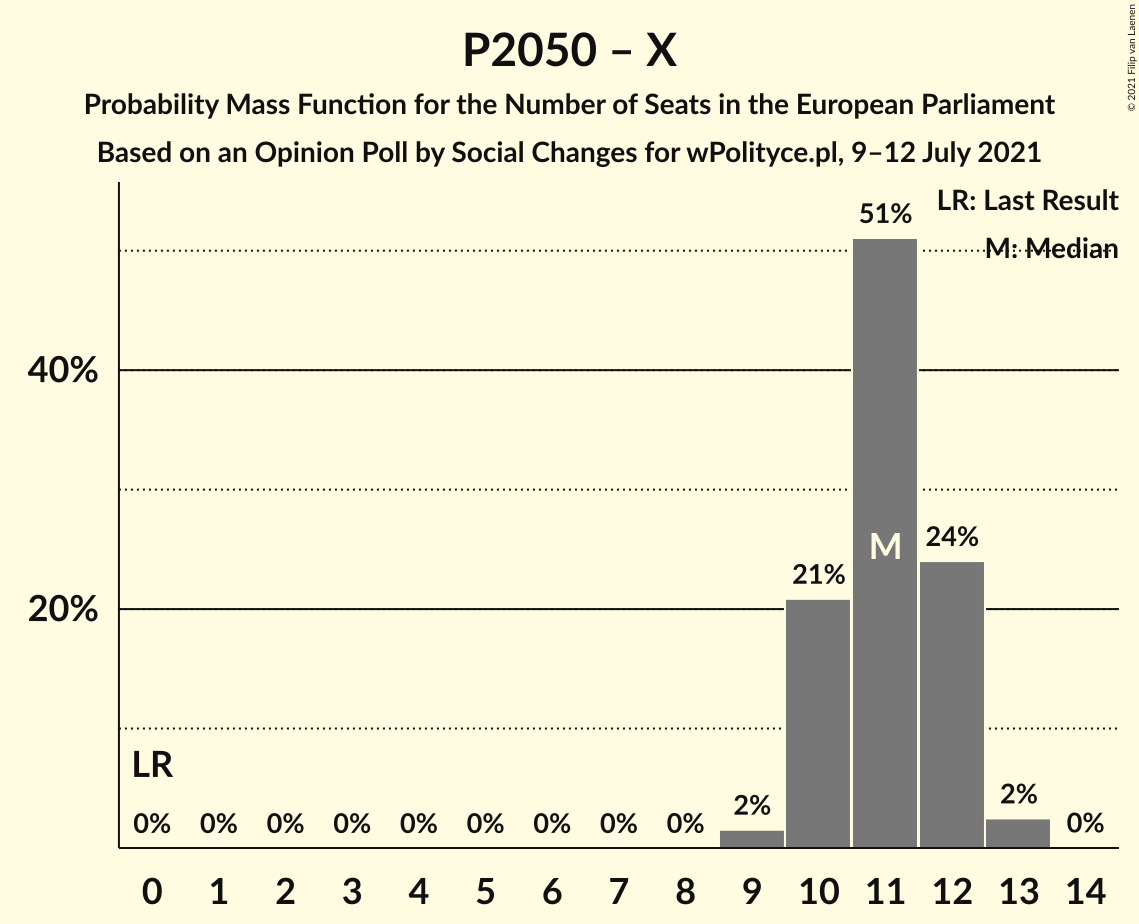 P2050 – X
Probability Mass Function for the Number of Seats in the European Parliament
Based on an Opinion Poll by Social Changes for wPolityce.pl, 9–12 July 2021
© 2021 Filip van Laenen
LR: Last Result
M: Median
51%
40%
24%
M
21%
20%
LR
2%
2%
0% 0% 0% 0% 0% 0% 0% 0% 0% 0%
0 1 2 3 4 5 6 7 8 9 10 11 12 13 14